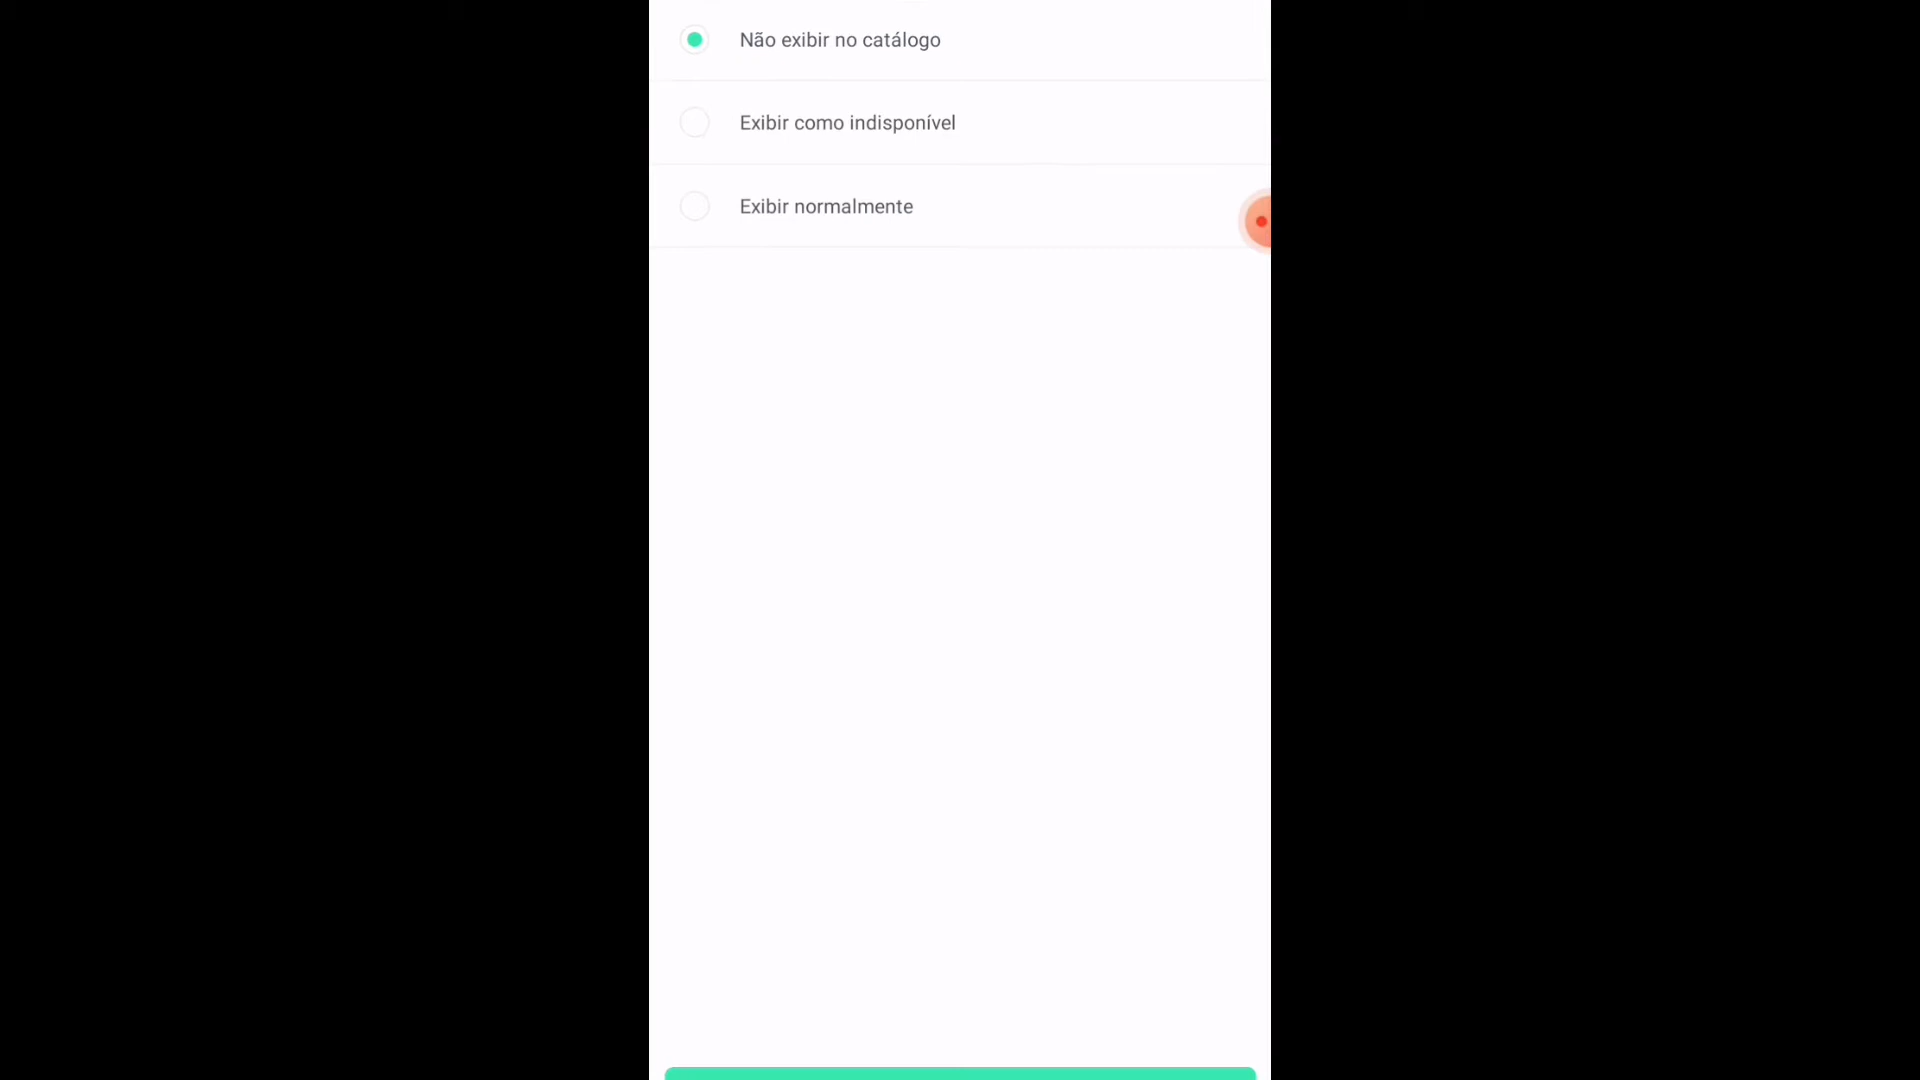 Não exibir no catálogo
Exibir como indisponível
Exibir normalmente